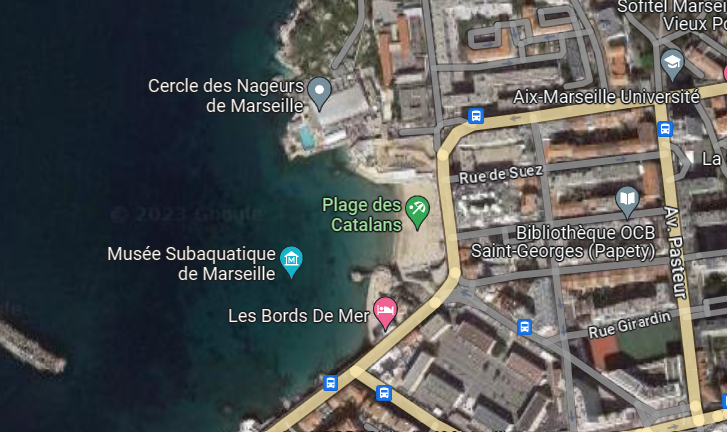 Sofitel Marsei
Vieux Po
Cercle des Nageurs
de Marseille
Aix-Marseille Université
La
Rue de Suez
Plage des
Catalans
© 2023 Google
Bibliothèque OCB
Saint-Georges (Papety)
Av. Pasteur
Musée Subaquatique
de Marseille
Les Bords De Mer
Rue Girardin